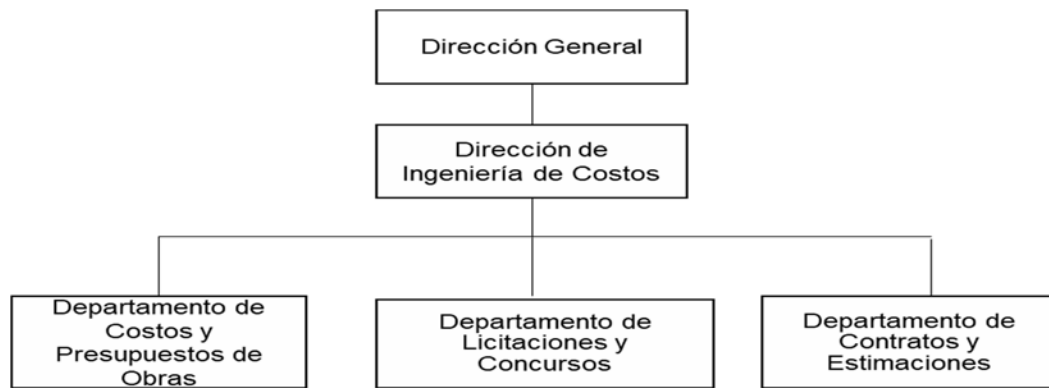 Dirección General
Dirección de
Ingeniería de Costos
Departamento de
Costos y
Presupuestos de
Obras
Departamento de
Licitaciones y
Concursos
Departamento de
Contratos y
Estimaciones